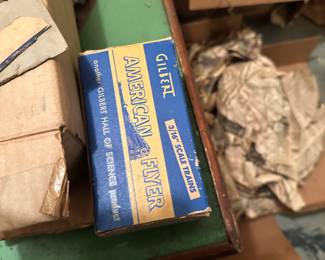 GILBERT
AMERICAN FLYER
3/16" SCALE TRAINS
another GILBERT HALL OF SCIENCE product